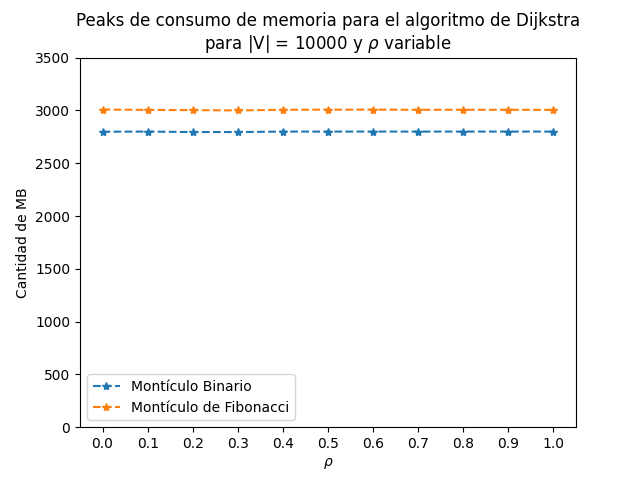 Peaks de consumo de memoria para el algoritmo de Dijkstra
para |V| = 10000 y ρ variable
Cantidad de MB
3500
3000
2500
2000
1500
1000
500
0
Montículo Binario
Montículo de Fibonacci
0.0 0.1 0.2 0.3 0.4 0.5 0.6 0.7 0.8 0.9 1.0
ρ